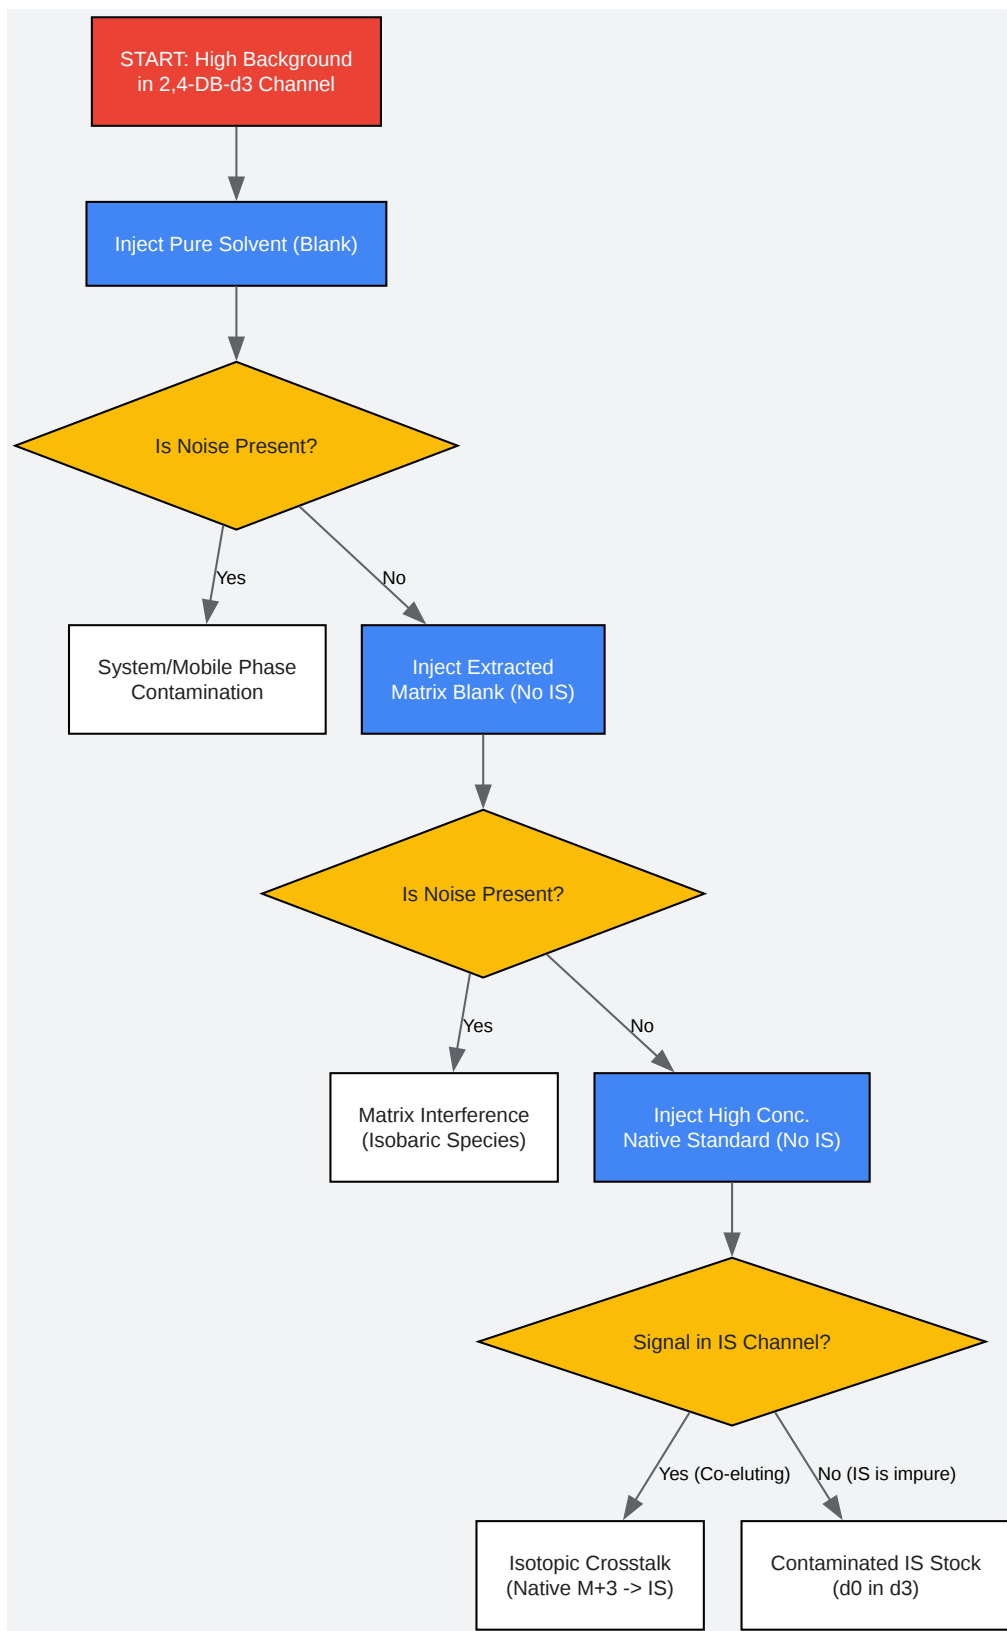 START: High Background
in 2,4-DB-d3 Channel
Inject Pure Solvent (Blank)
Is Noise Present?
Yes
No
System/Mobile Phase
Contamination
Inject Extracted
Matrix Blank (No IS)
Is Noise Present?
Yes
No
Matrix Interference
(Isobaric Species)
Inject High Conc.
Native Standard (No IS)
Signal in IS Channel?
Yes (Co-eluting)
No (IS is impure)
Isotopic Crosstalk
(Native M+3 -> IS)
Contaminated IS Stock
(d0 in d3)